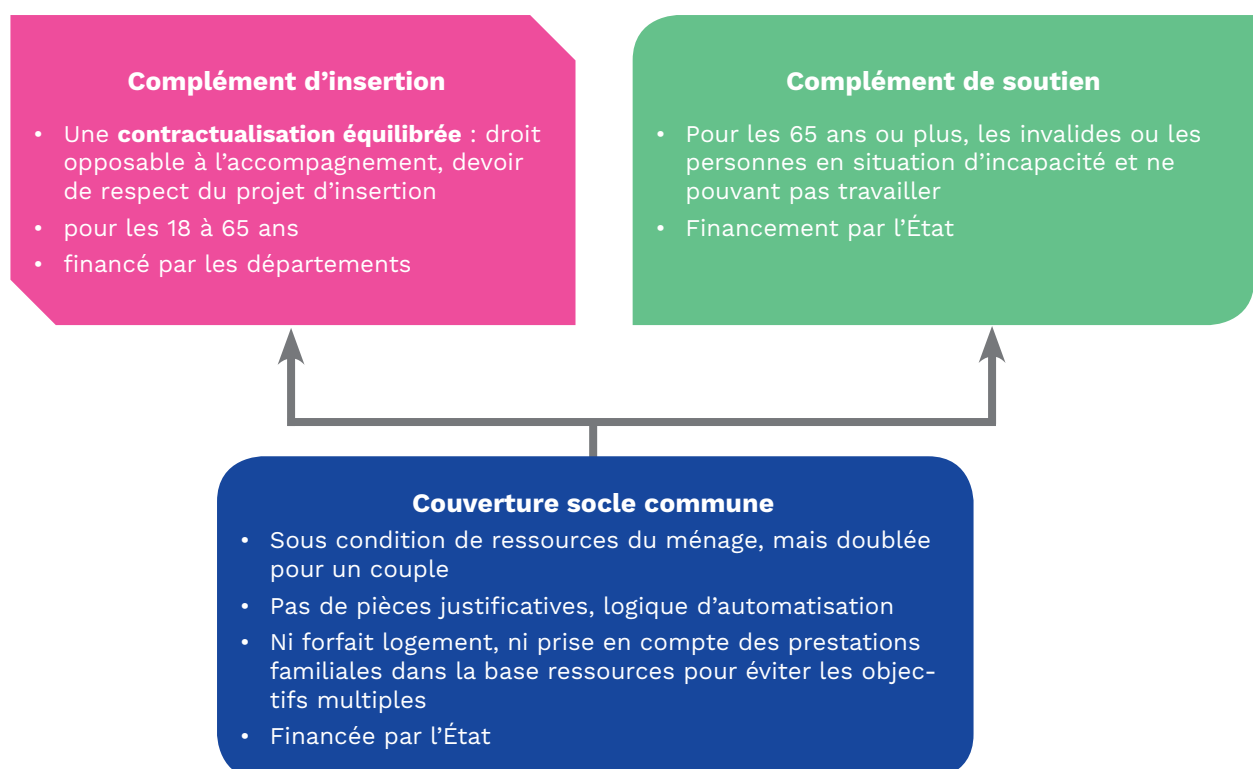 Complément d’insertion
• Une contractualisation équilibrée : droit
opposable à l’accompagnement, devoir
de respect du projet d’insertion
• pour les 18 à 65 ans
• financé par les départements
Complément de soutien
• Pour les 65 ans ou plus, les invalides ou les
personnes en situation d’incapacité et ne
pouvant pas travailler
• Financement par l’État
Couverture socle commune
• Sous condition de ressources du ménage, mais doublée
pour un couple
• Pas de pièces justificatives, logique d’automatisation
• Ni forfait logement, ni prise en compte des prestations
familiales dans la base ressources pour éviter les objec-
tifs multiples
• Financée par l’État